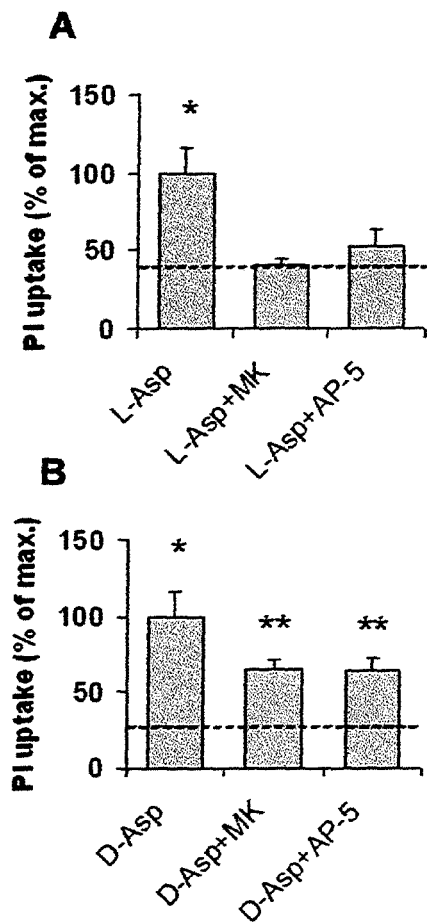 A
PI uptake (% of max.)
150
*
100
50
0
L-Asp
L-Asp+MK
L-Asp+AP-5
B
PI uptake (% of max.)
150
*
**
**
100
50
0
D-Asp
D-Asp+MK
D-Asp+AP-5